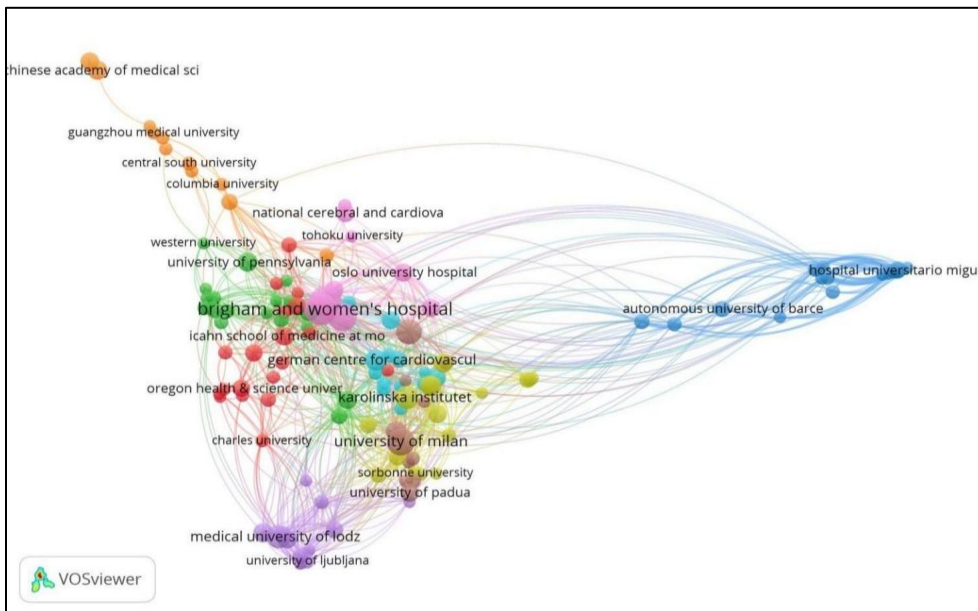 chinese academy of medical sci
guangzhou medical university
central south university
columbia university
national cerebral and cardiova
tohoku university
western university
university of pennsylvania
oslo university hospital
hospital universitario migu
brigham and women's hospital
autonomous university of barce
icahn school of medicine at mo
german centre for cardiovascul
oregon health & science univer
karolinska institutet
charles university
university of milan
sorbonne university
university of padua
medical university of lodz
university of ljubljana
VOSviewer